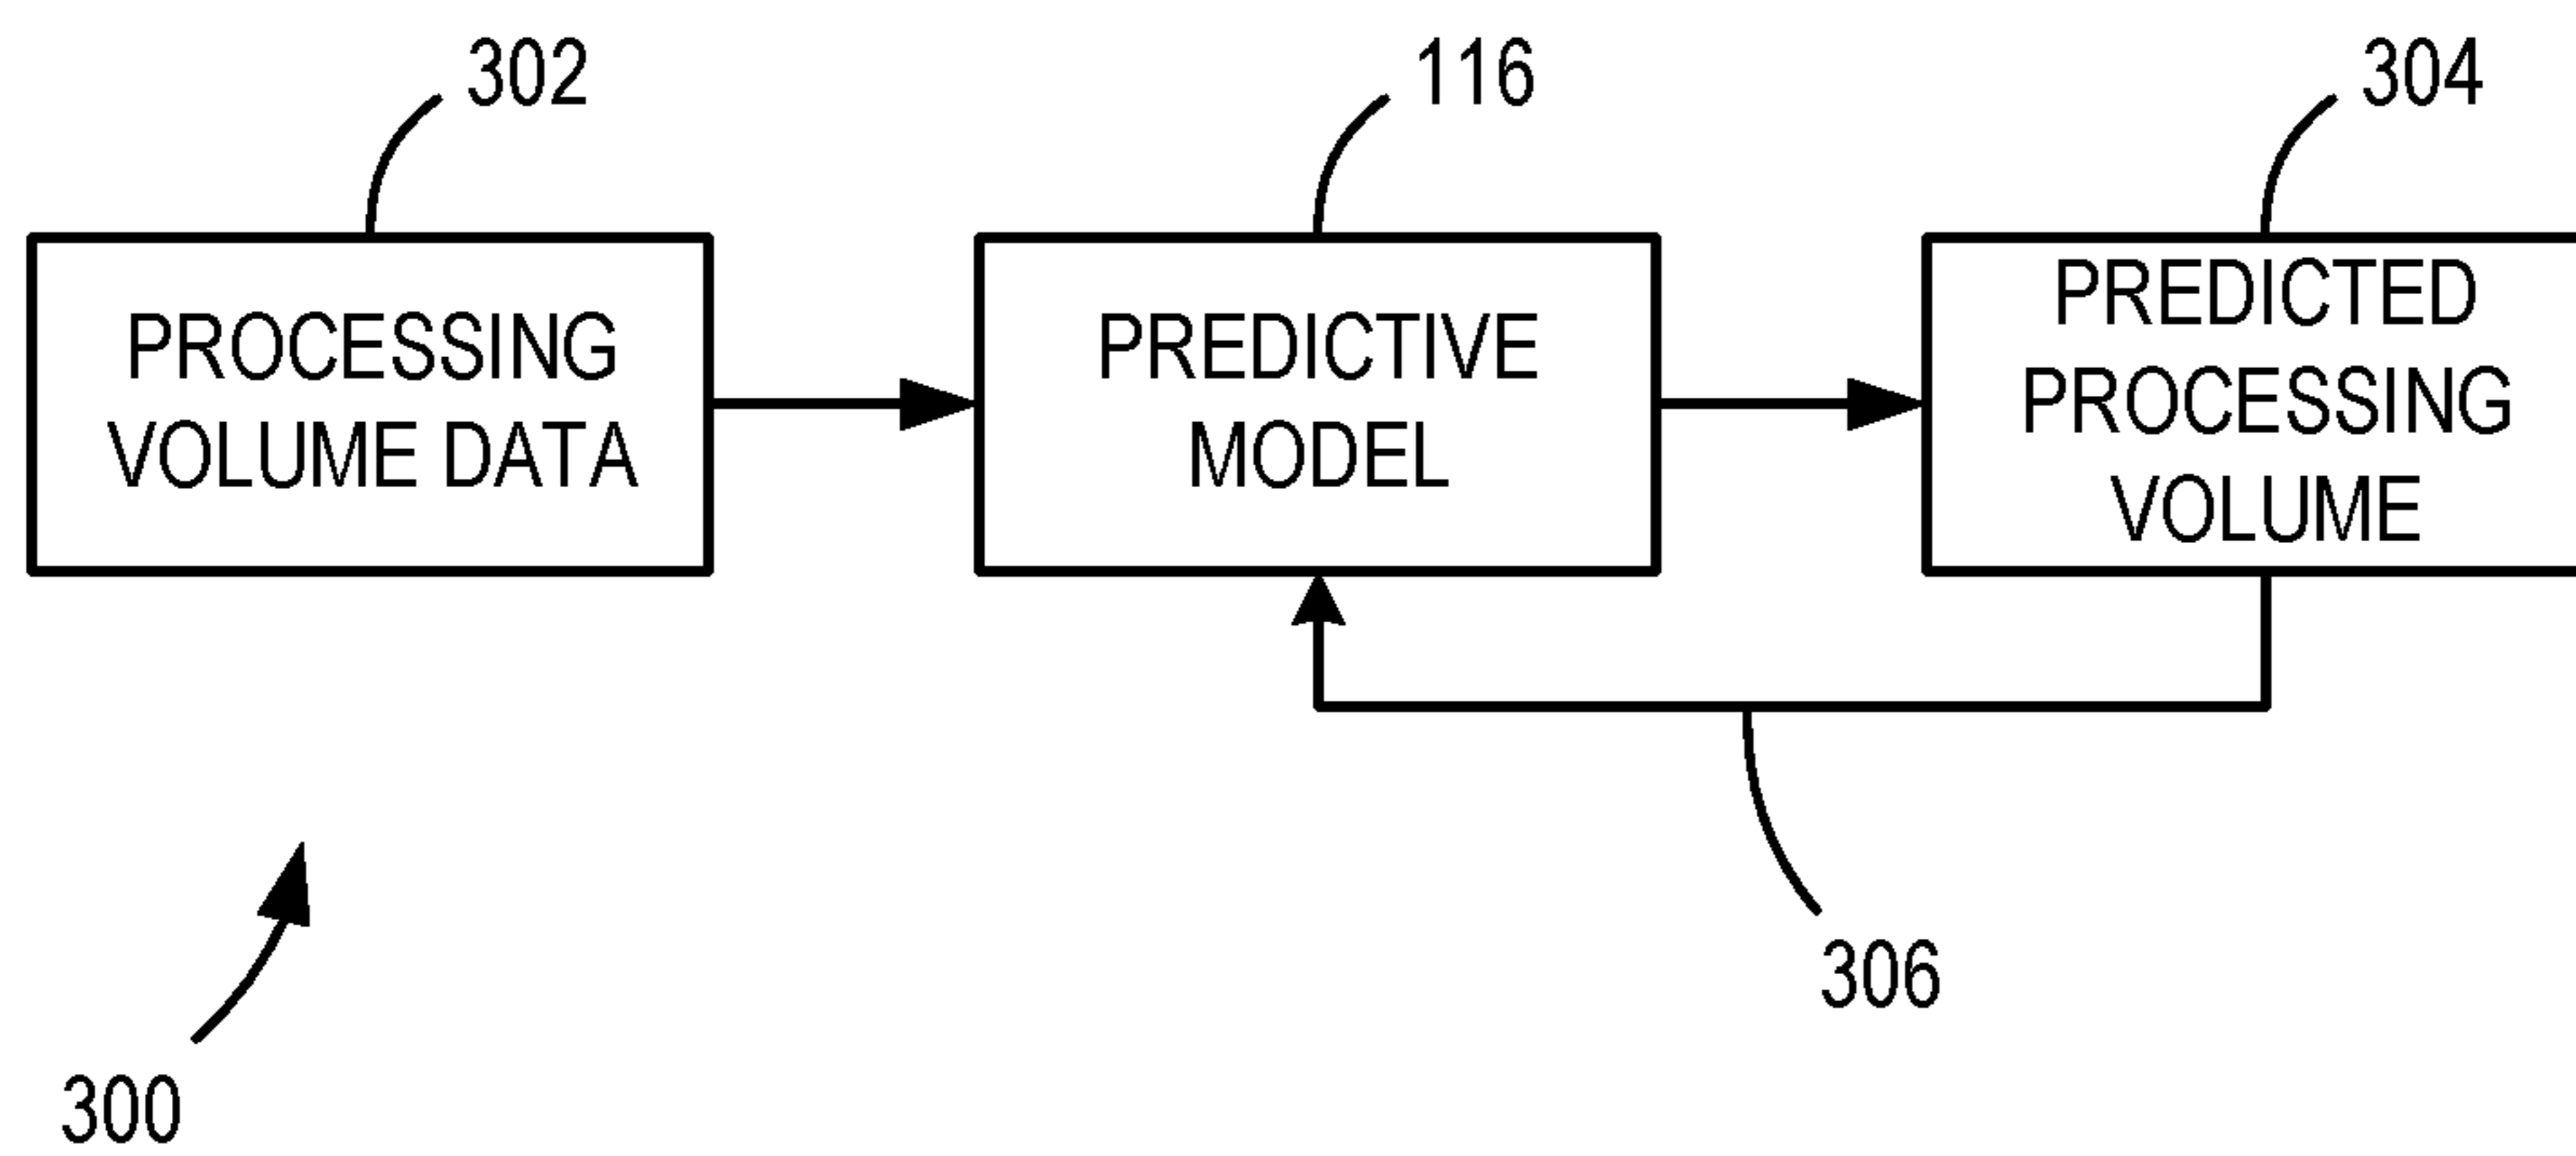 302
116
304
PROCESSING
VOLUME DATA
PREDICTIVE
MODEL
PREDICTED
PROCESSING
VOLUME
306
300